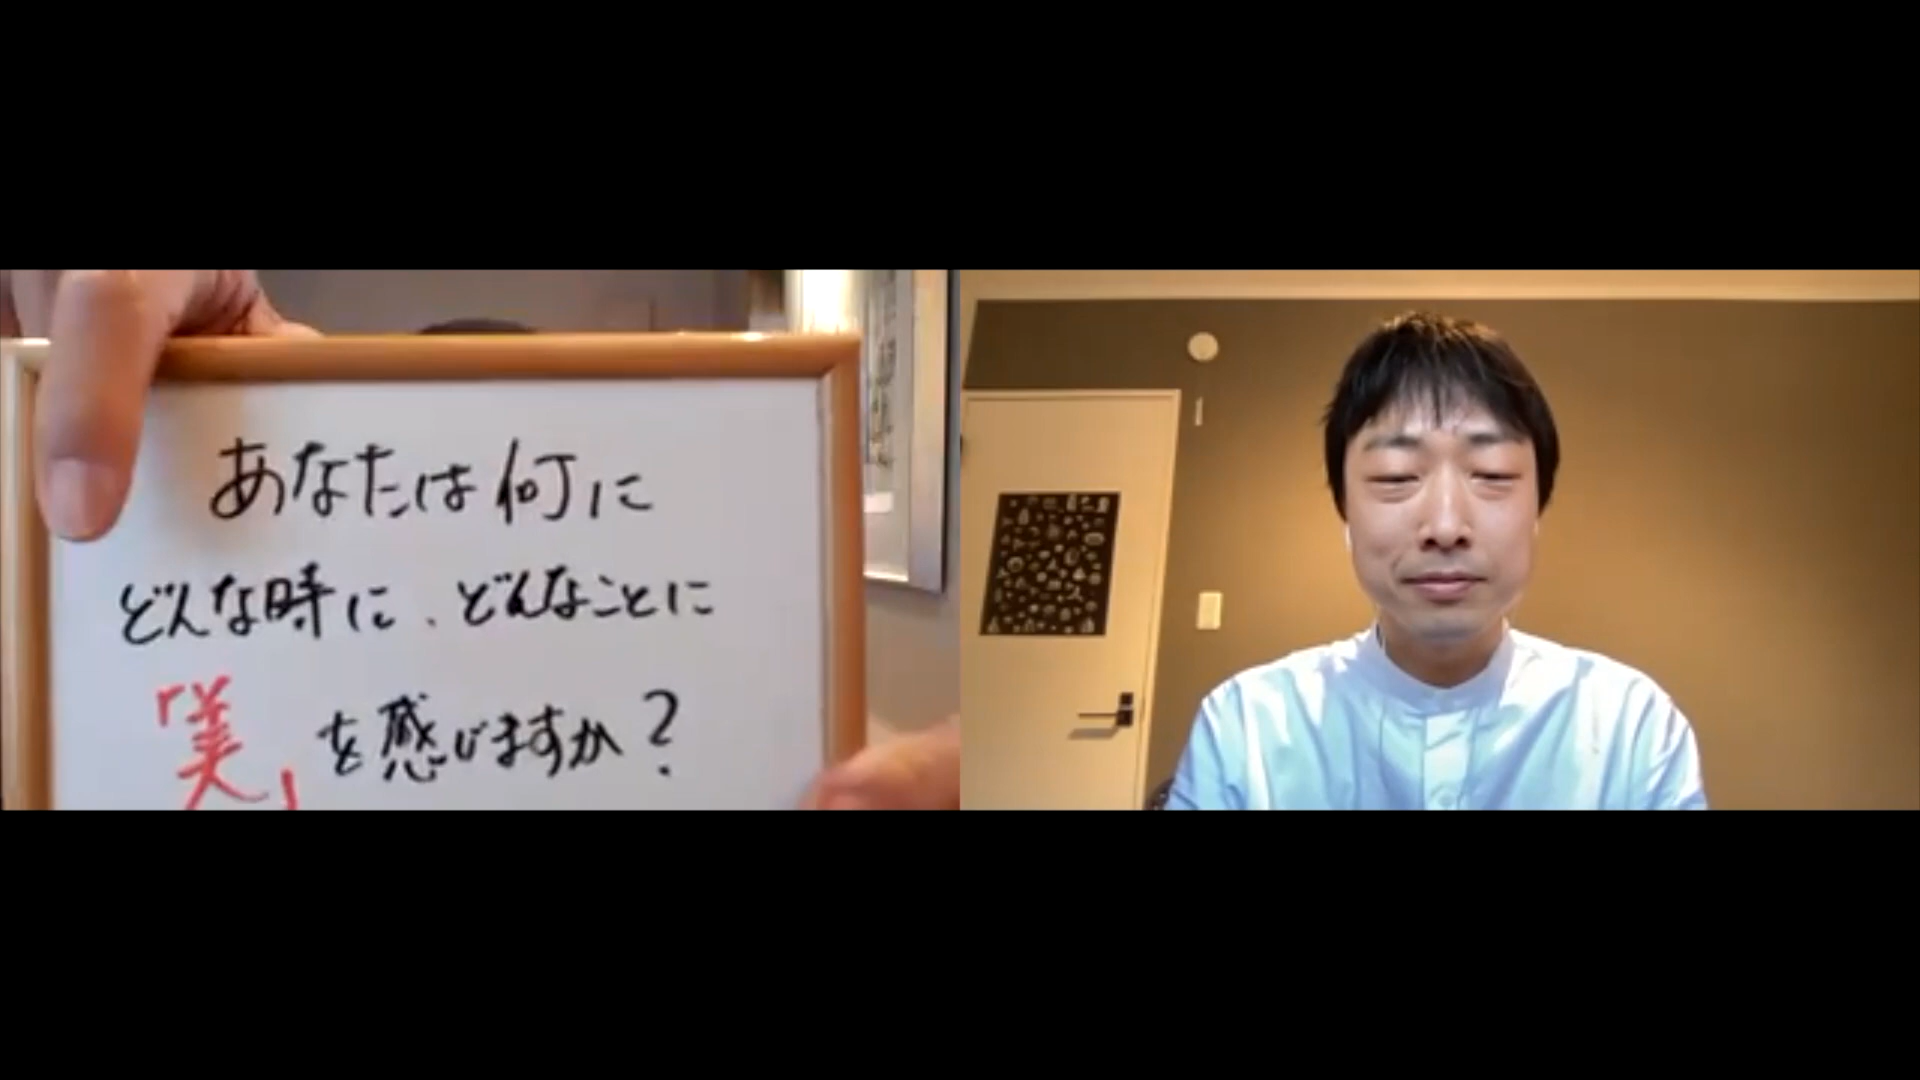 あなたは何に
どんな時に、どんなことに
「美」を感じますか?